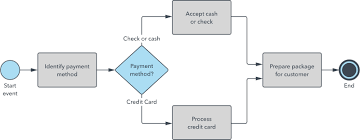 Accept cash
or check
Check or cash
Start
event
Identify payment
method
Payment
method?
Prepare package
for customer
End
Credit Card
Process
credit card